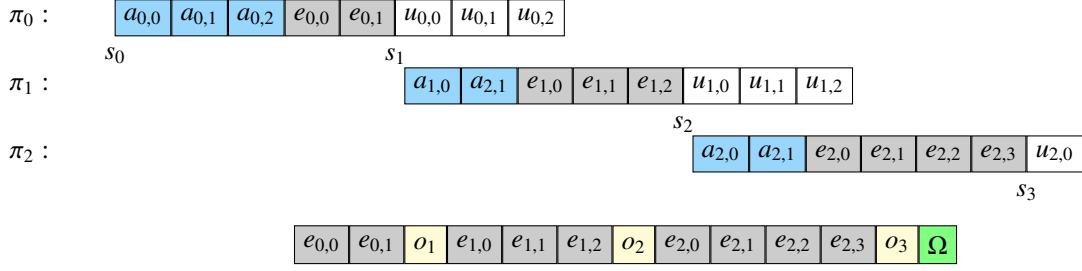 π₀ : a₀,₀ a₀,₁ a₀,₂ e₀,₀ e₀,₁ u₀,₀ u₀,₁ u₀,₂
s₀ s₁
π₁ : a₁,₀ a₂,₁ e₁,₀ e₁,₁ e₁,₂ u₁,₀ u₁,₁ u₁,₂
s₂
π₂ : a₂,₀ a₂,₁ e₂,₀ e₂,₁ e₂,₂ e₂,₃ u₂,₀
s₃
e₀,₀ e₀,₁ o₁ e₁,₀ e₁,₁ e₁,₂ o₂ e₂,₀ e₂,₁ e₂,₂ e₂,₃ o₃ Ω